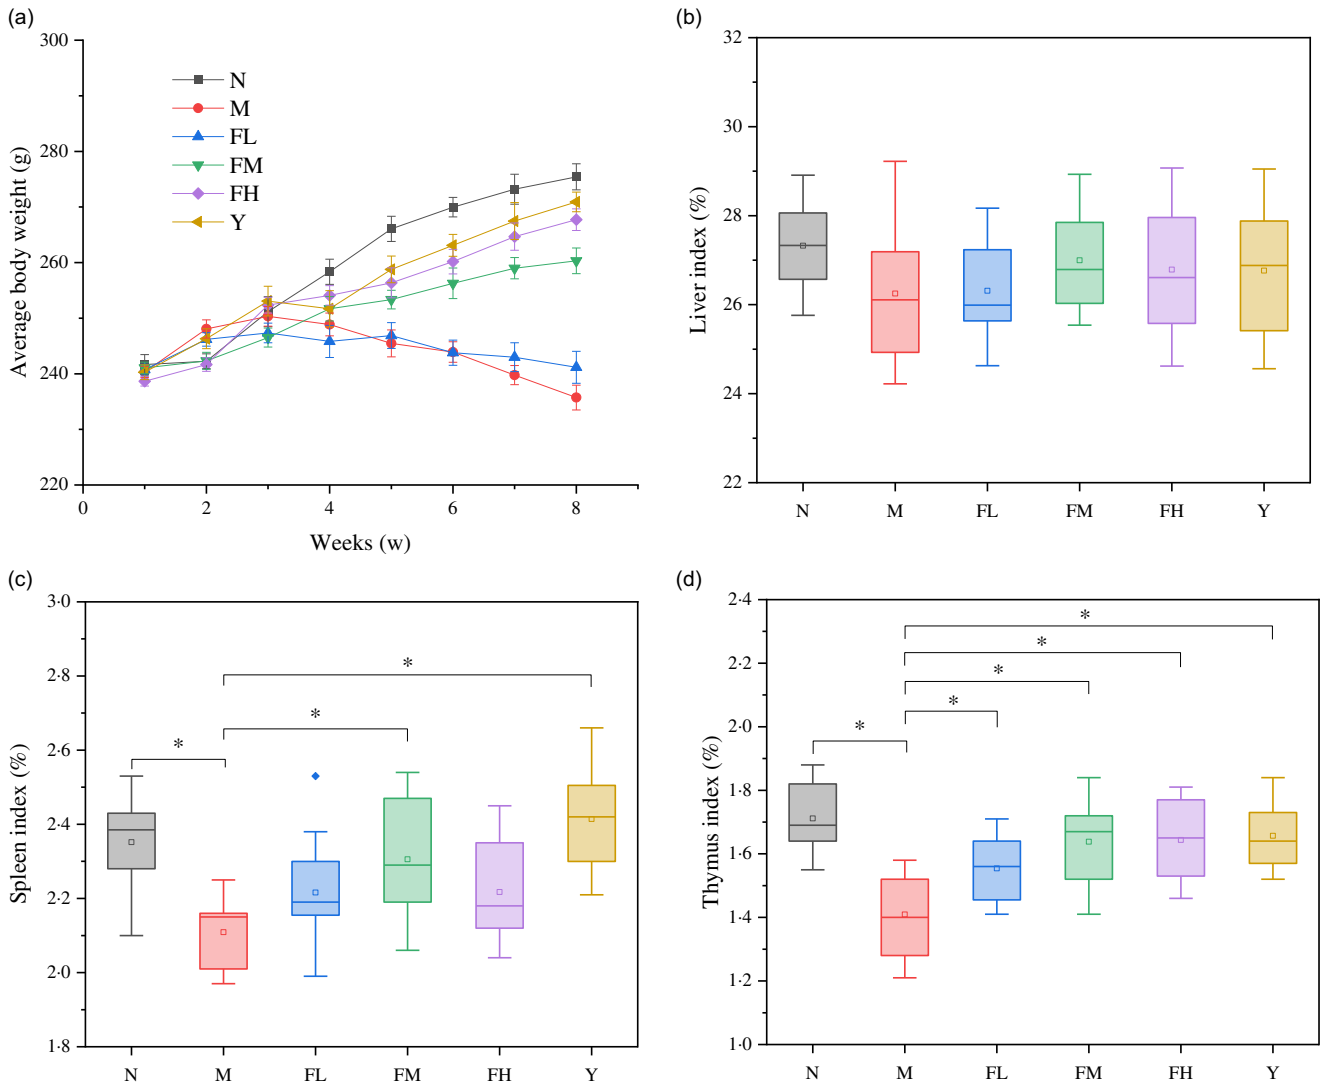 (a)
300
280
260
240
220
0
2
4
6
8
Average body weight (g)
Weeks (w)
N
M
FL
FM
FH
Y
(b)
32
30
28
26
24
22
Liver index (%)
N M FL FM FH Y
(c)
3·0
2·8
2·6
2·4
2·2
2·0
1·8
Spleen index (%)
*
*
*
N M FL FM FH Y
(d)
2·4
2·2
2·0
1·8
1·6
1·4
1·2
1·0
Thymus index (%)
*
*
*
*
*
N M FL FM FH Y